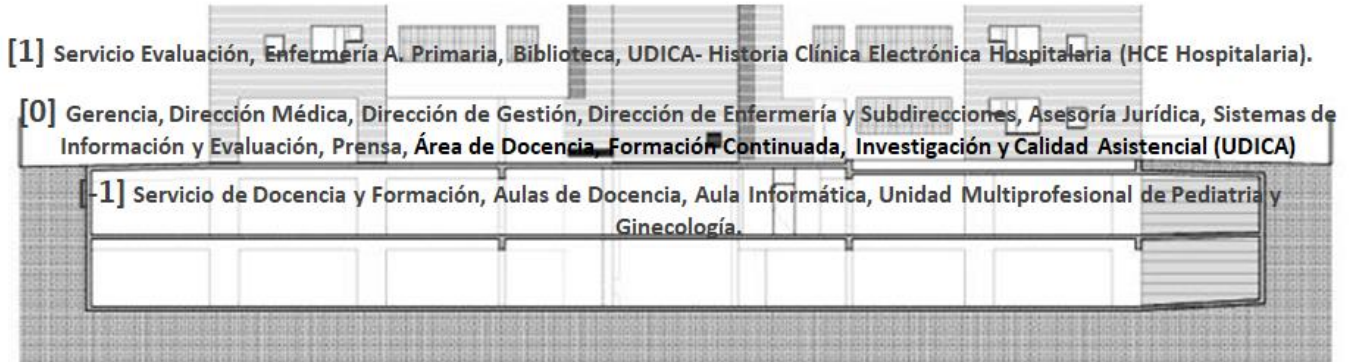 [1] Servicio Evaluación, Enfermería A. Primaria, Biblioteca, UDICA- Historia Clínica Electrónica Hospitalaria (HCE Hospitalaria).
[0] Gerencia, Dirección Médica, Dirección de Gestión, Dirección de Enfermería y Subdirecciones, Asesoría Jurídica, Sistemas de
Información y Evaluación, Prensa, Área de Docencia, Formación Continuada, Investigación y Calidad Asistencial (UDICA)
[-1] Servicio de Docencia y Formación, Aulas de Docencia, Aula Informática, Unidad Multiprofesional de Pediatria y
Ginecología.